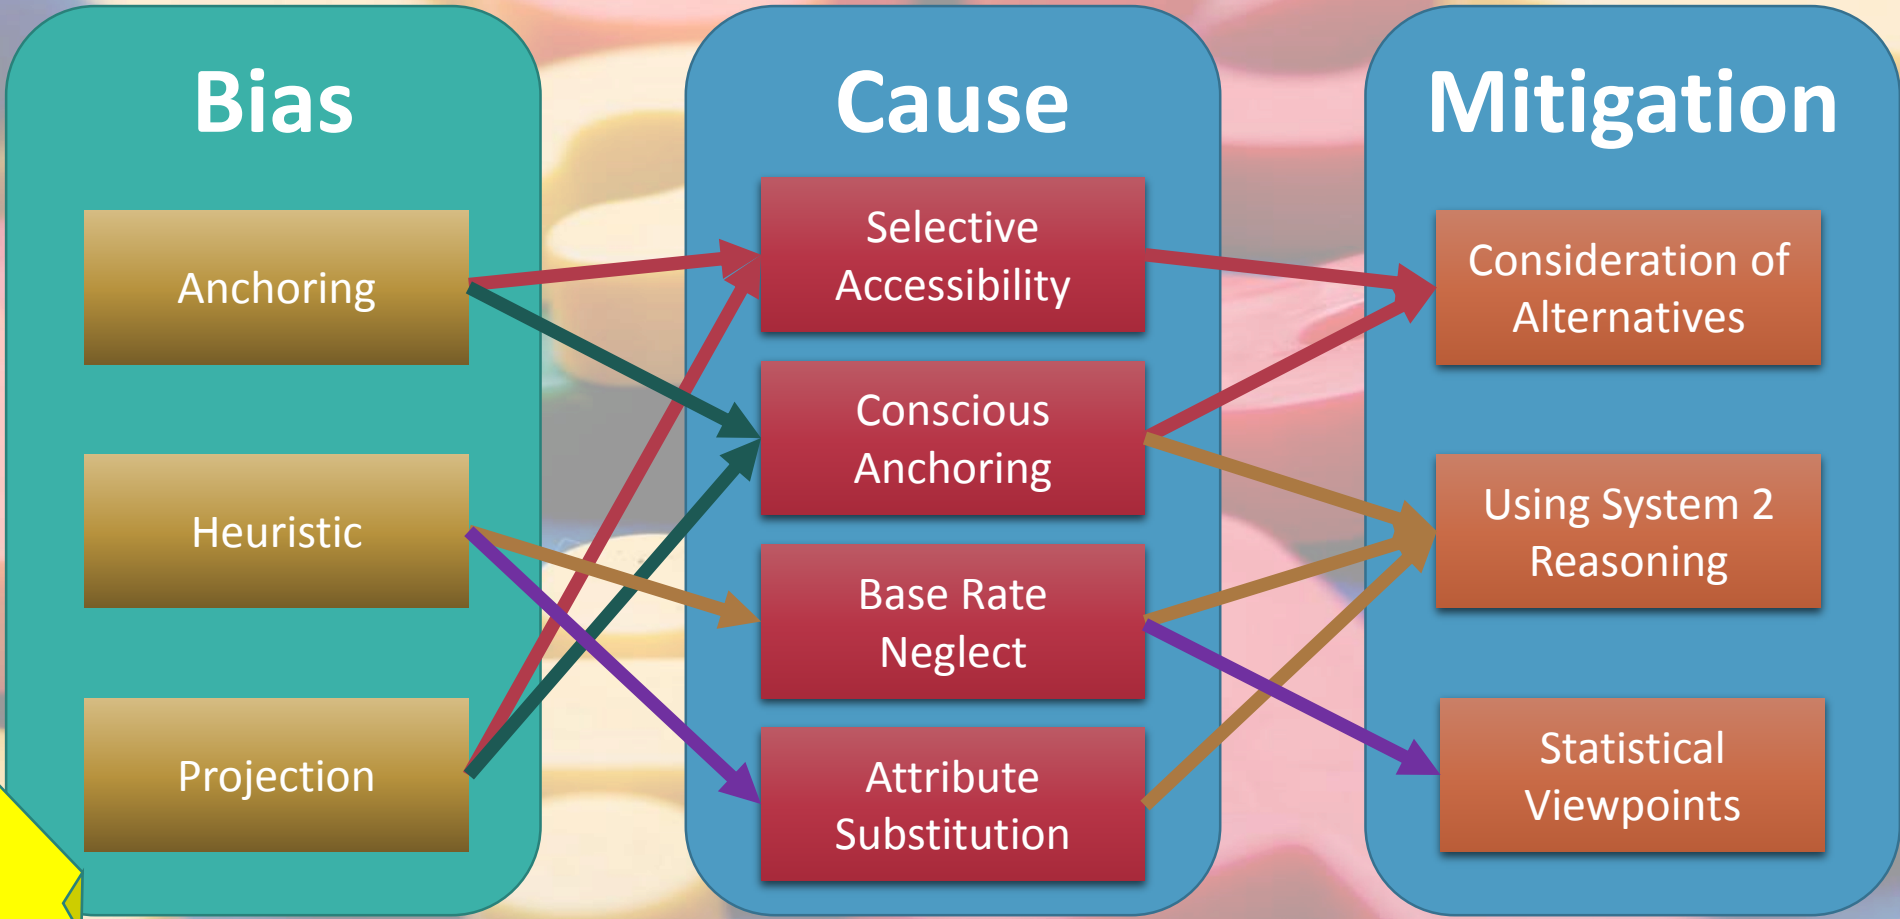 Bias
Anchoring
Heuristic
Projection
Cause
Selective
Accessibility
Conscious
Anchoring
Base Rate
Neglect
Attribute
Substitution
Mitigation
Consideration of
Alternatives
Using System 2
Reasoning
Statistical
Viewpoints